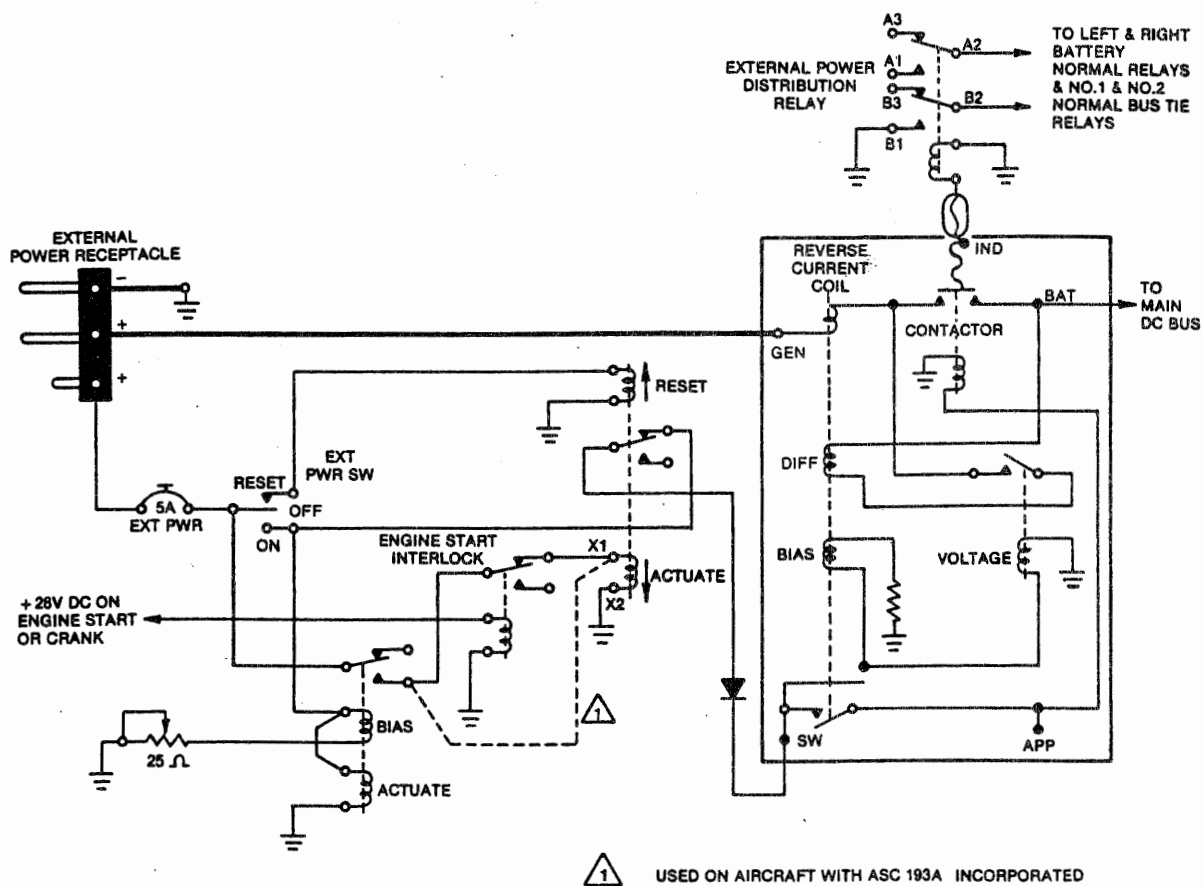 A3
A2
TO LEFT & RIGHT
BATTERY
NORMAL RELAYS
& NO.1 & NO.2
NORMAL BUS TIE
RELAYS
EXTERNAL POWER
DISTRIBUTION
RELAY
A1
B3
B2
B1
EXTERNAL
POWER RECEPTACLE
-
+
+
IND
REVERSE
CURRENT
COIL
BAT
TO
MAIN
DC BUS
GEN
CONTACTOR
RESET
DIFF
EXT
PWR SW
RESET
OFF
ON
5A
EXT PWR
ENGINE START
INTERLOCK
X1
X2
ACTUATE
BIAS
VOLTAGE
+ 28V DC ON
ENGINE START
OR CRANK
1
BIAS
25 Ω
ACTUATE
SW
APP
1 USED ON AIRCRAFT WITH ASC 193A INCORPORATED